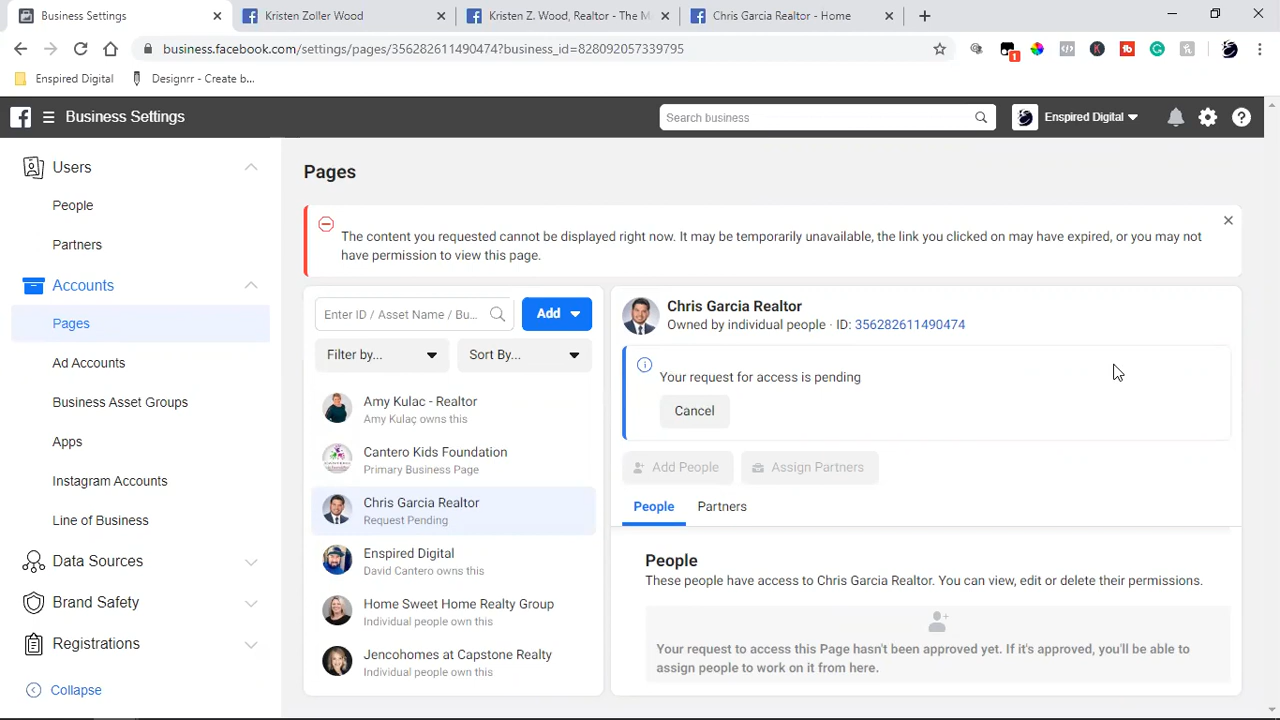 Business Settings
Kristen Zoller Wood
Kristen Z. Wood, Realtor - The M
Chris Garcia Realtor - Home
business.facebook.com/settings/pages/356282611490474?business_id=828092057339795
1
Enspired Digital
Designrr - Create b...
Business Settings
Search business
Enspired Digital
Users
People
Partners
Accounts
Pages
Ad Accounts
Business Asset Groups
Apps
Instagram Accounts
Line of Business
Data Sources
Brand Safety
Registrations
Collapse
Pages
The content you requested cannot be displayed right now. It may be temporarily unavailable, the link you clicked on may have expired, or you may not
have permission to view this page.
Enter ID / Asset Name / Bu...
Add
Filter by...
Sort By...
Amy Kulac - Realtor
Amy Kulaç owns this
Cantero Kids Foundation
Primary Business Page
Chris Garcia Realtor
Request Pending
Enspired Digital
David Cantero owns this
Home Sweet Home Realty Group
Individual people own this
Jencohomes at Capstone Realty
Individual people own this
Chris Garcia Realtor
Owned by individual people · ID: 356282611490474
Your request for access is pending
Cancel
Add People
Assign Partners
People
Partners
People
These people have access to Chris Garcia Realtor. You can view, edit or delete their permissions.
Your request to access this Page hasn't been approved yet. If it's approved, you'll be able to
assign people to work on it from here.